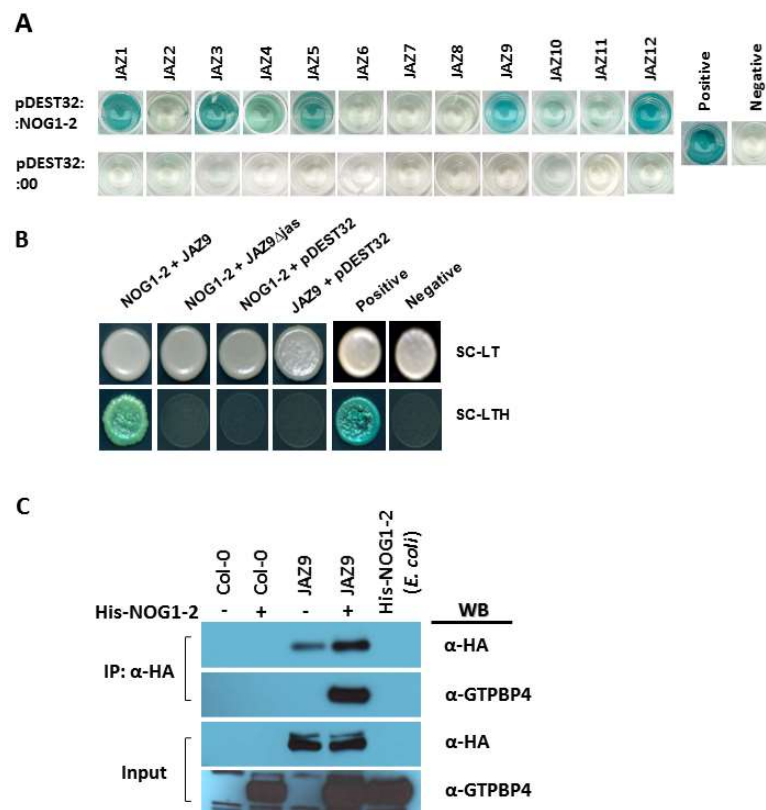 A
JAZ1 JAZ2 JAZ3 JAZ4 JAZ5 JAZ6 JAZ7 JAZ8 JAZ9 JAZ10 JAZ11 JAZ12 Positive Negative
pDEST32:
:NOG1-2
pDEST32:
:00
B
NOG1-2 + JAZ9
NOG1-2 + JAZ9Δjas
NOG1-2 + pDEST32
JAZ9 + pDEST32
Positive
Negative
SC-LT
SC-LTH
C
Col-0 Col-0 JAZ9 JAZ9 His-NOG1-2
(E. coli)
His-NOG1-2 - + - + WB
IP: α-HA
α-HA
α-GTPBP4
Input
α-HA
α-GTPBP4